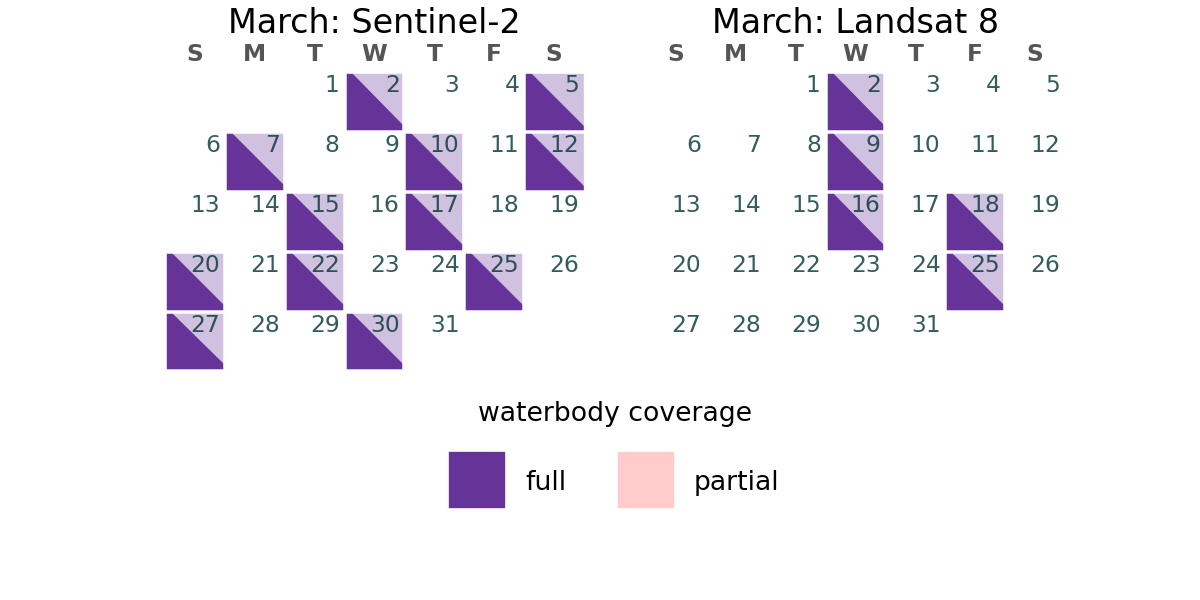 March: Sentinel-2
S M T W T F S
1 2 3 4 5
6 7 8 9 10 11 12
13 14 15 16 17 18 19
20 21 22 23 24 25 26
27 28 29 30 31
March: Landsat 8
S M T W T F S
1 2 3 4 5
6 7 8 9 10 11 12
13 14 15 16 17 18 19
20 21 22 23 24 25 26
27 28 29 30 31
waterbody coverage
full
partial